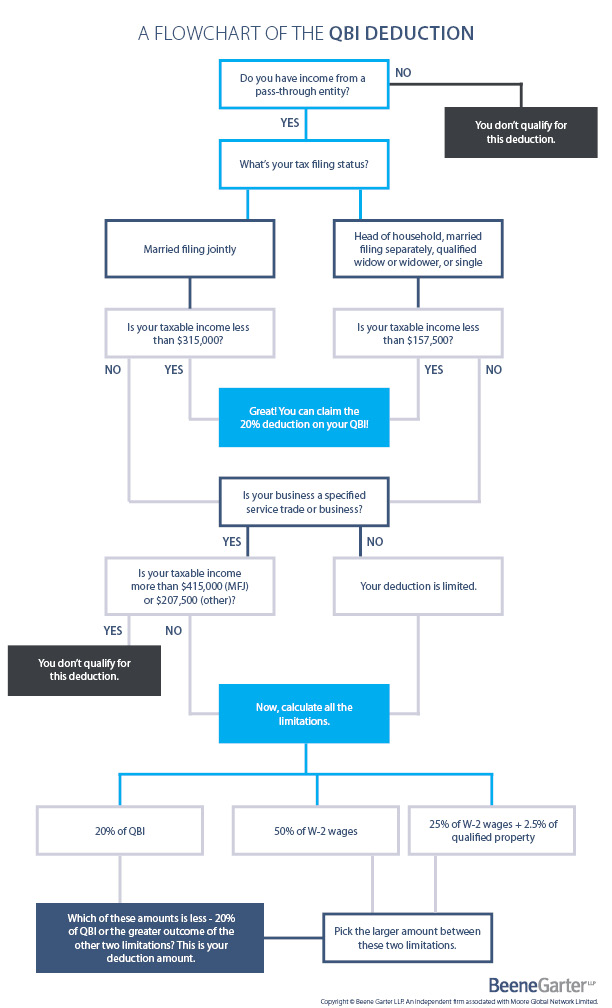 A FLOWCHART OF THE QBI DEDUCTION
Do you have income from a
pass-through entity?
NO
You don't qualify for
this deduction.
YES
What's your tax filing status?
Married filing jointly
Head of household, married
filing separately, qualified
widow or widower, or single
Is your taxable income less
than $315,000?
Is your taxable income less
than $157,500?
NO
YES
YES
NO
Great! You can claim the
20% deduction on your QBI!
Is your business a specified
service trade or business?
YES
NO
Is your taxable income
more than $415,000 (MFJ)
or $207,500 (other)?
Your deduction is limited.
YES
NO
You don't qualify for
this deduction.
Now, calculate all the
limitations.
20% of QBI
50% of W-2 wages
25% of W-2 wages + 2.5% of
qualified property
Which of these amounts is less - 20%
of QBI or the greater outcome of the
other two limitations? This is your
deduction amount.
Pick the larger amount between
these two limitations.
BeeneGarter LLP
Copyright © Beene Garter LLP. An independent firm associated with Moore Global Network Limited.